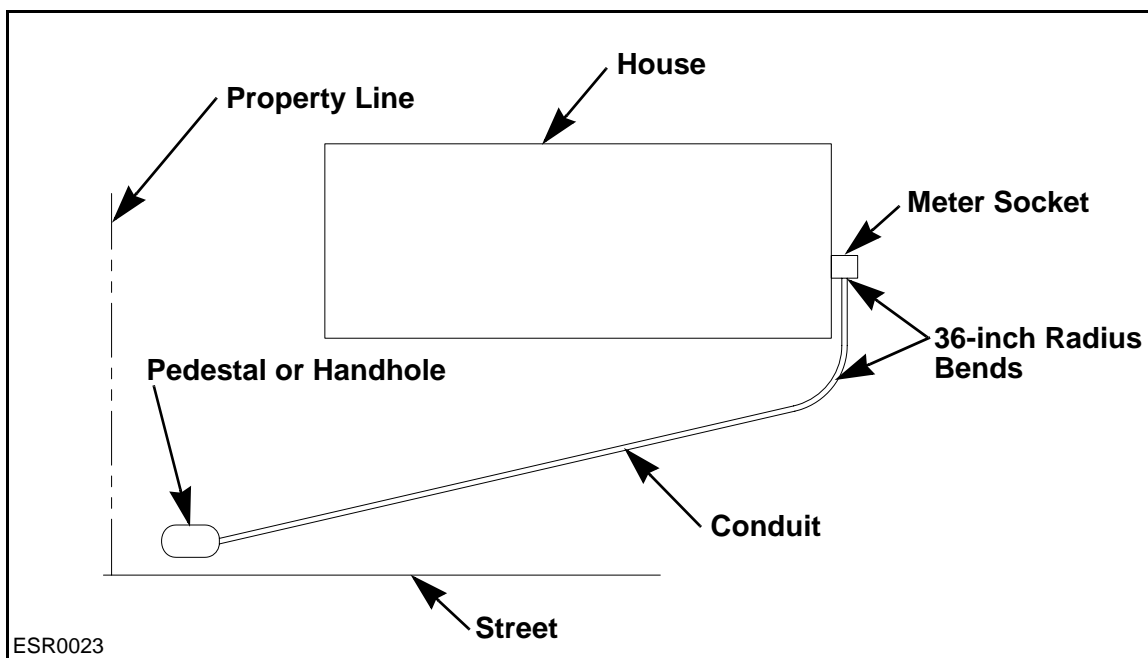 House
Property Line
Meter Socket
36-inch Radius
Bends
Pedestal or Handhole
Conduit
Street
ESR0023